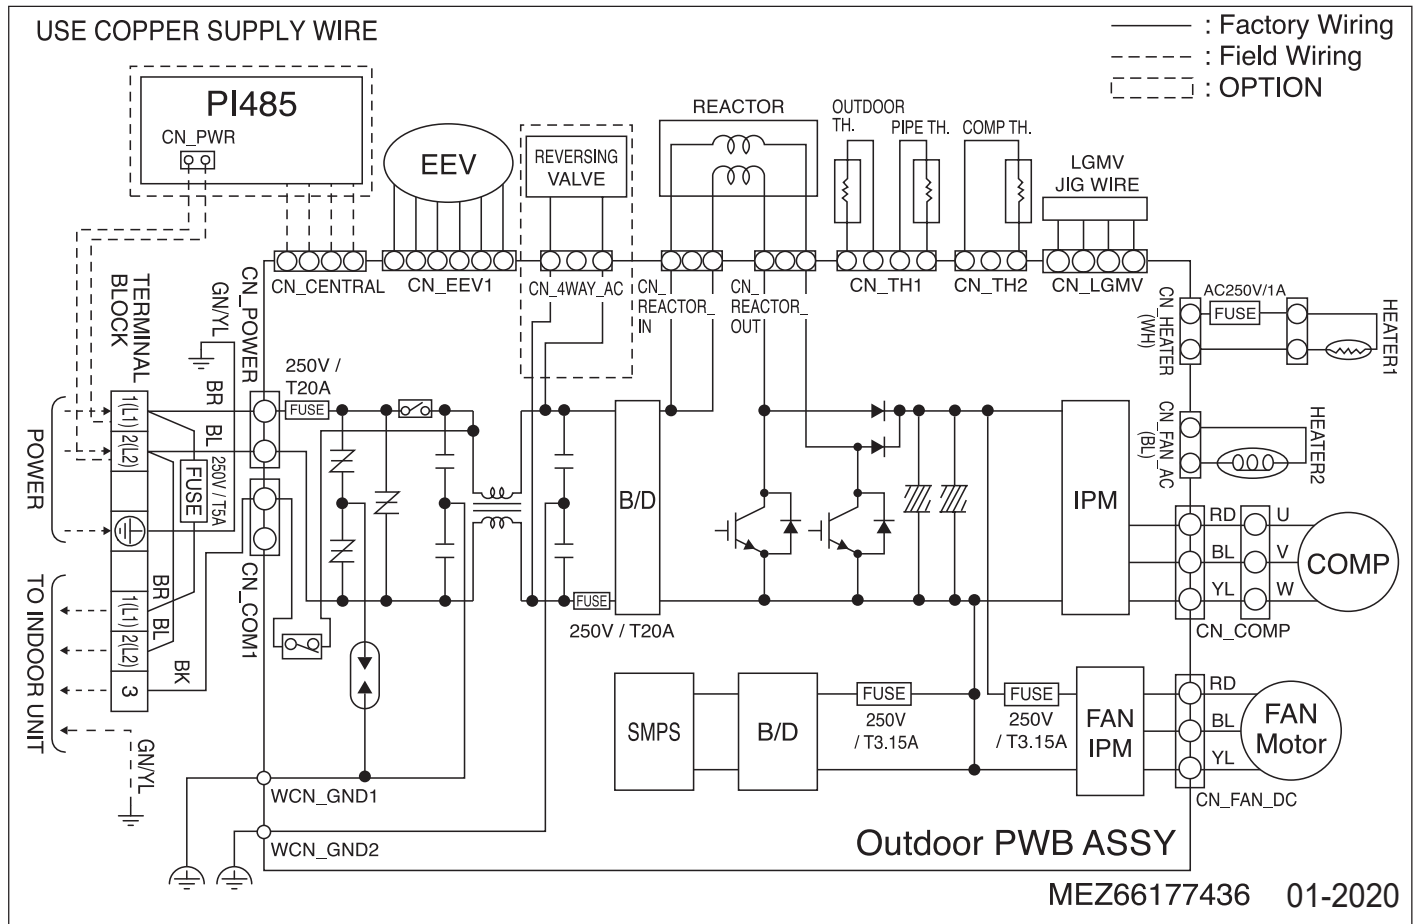 USE COPPER SUPPLY WIRE
: Factory Wiring
: Field Wiring
: OPTION
PI485
CN_PWR
EEV
REVERSING
VALVE
REACTOR
OUTDOOR
TH.
PIPE TH.
COMP TH.
LGMV
JIG WIRE
CN_CENTRAL
CN_EEV1
CN_4WAY_AC
CN_
REACTOR_
IN
CN_
REACTOR_
OUT
CN_TH1
CN_TH2
CN_LGMV
TERMINAL
BLOCK
GN/YL
CN_POWER
250V /
T20A
FUSE
CN_HEATER
(WH)
AC250V/1A
FUSE
HEATER1
POWER
1(L1)
2(L2)
BR
BL
FUSE
250V / T5A
CN_FAN_AC
(BL)
HEATER2
B/D
IPM
CN_COM1
RD
BL
YL
U
V
W
COMP
CN_COMP
TO INDOOR UNIT
1(L1)
2(L2)
3
BR
BL
BK
GN/YL
FUSE
250V / T20A
SMPS
B/D
FUSE
250V
/ T3.15A
FUSE
250V
/ T3.15A
FAN
IPM
RD
BL
YL
FAN
Motor
CN_FAN_DC
WCN_GND1
WCN_GND2
Outdoor PWB ASSY
MEZ66177436 01-2020